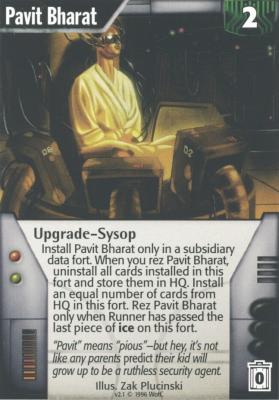 Pavit Bharat
2
Upgrade-Sysop
Install Pavit Bharat only in a subsidiary
data fort. When you rez Pavit Bharat,
uninstall all cards installed in this
fort and store them in HQ. Install
an equal number of cards from
HQ in this fort. Rez Pavit Bharat
only when Runner has passed the
last piece of ice on this fort.
"Pavit" means "pious"–but hey, it's not
like any parents predict their kid will
grow up to be a ruthless security agent.
Illus. Zak Plucinski
v2.1 © 1996 WotC
0